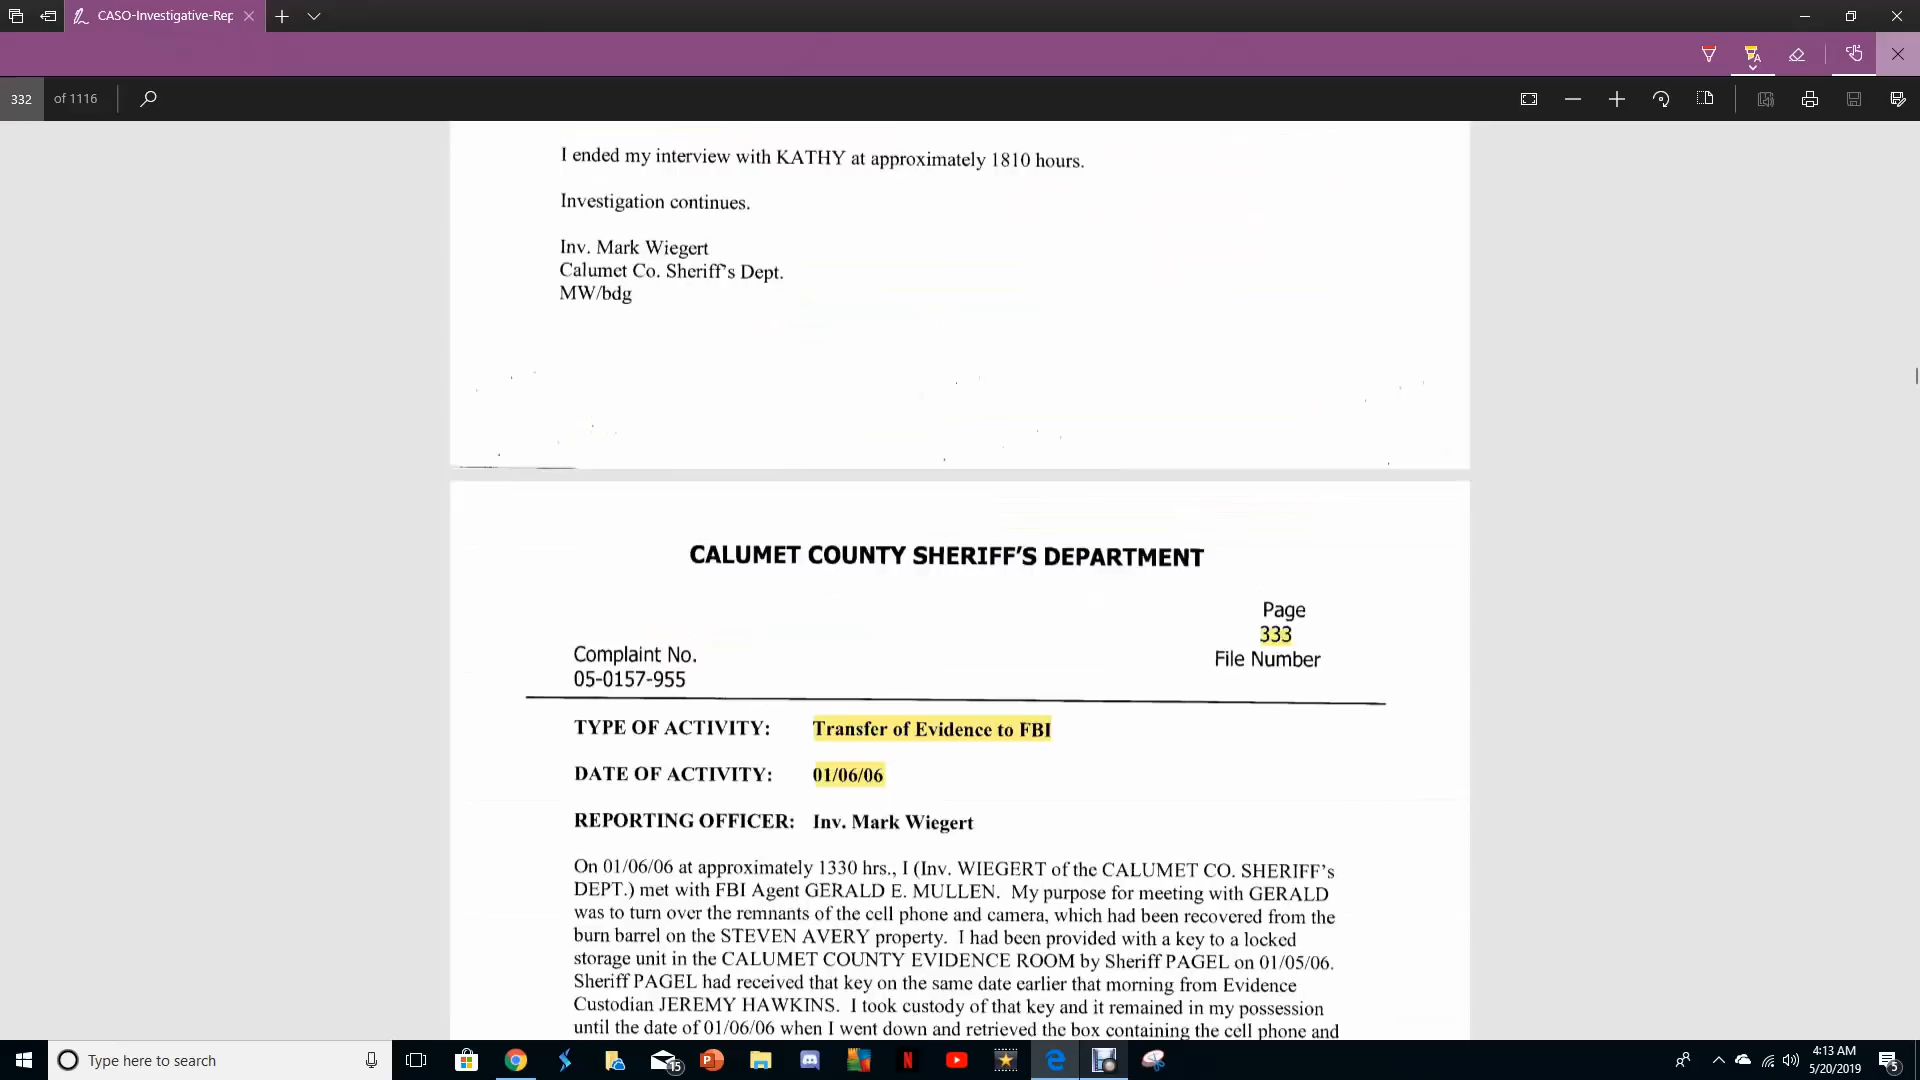 CASO-Investigative-Rep
332 of 1116
I ended my interview with KATHY at approximately 1810 hours.
Investigation continues.
Inv. Mark Wiegert
Calumet Co. Sheriff's Dept.
MW/bdg
CALUMET COUNTY SHERIFF'S DEPARTMENT
Page
333
File Number
Complaint No.
05-0157-955
TYPE OF ACTIVITY: Transfer of Evidence to FBI
DATE OF ACTIVITY: 01/06/06
REPORTING OFFICER: Inv. Mark Wiegert
On 01/06/06 at approximately 1330 hrs., I (Inv. WIEGERT of the CALUMET CO. SHERIFF's
DEPT.) met with FBI Agent GERALD E. MULLEN. My purpose for meeting with GERALD
was to turn over the remnants of the cell phone and camera, which had been recovered from the
burn barrel on the STEVEN AVERY property. I had been provided with a key to a locked
storage unit in the CALUMET COUNTY EVIDENCE ROOM by Sheriff PAGEL on 01/05/06.
Sheriff PAGEL had received that key on the same date earlier that morning from Evidence
Custodian JEREMY HAWKINS. I took custody of that key and it remained in my possession
until the date of 01/06/06 when I went down and retrieved the box containing the cell phone and
Type here to search
15
4:13 AM
5/20/2019
5